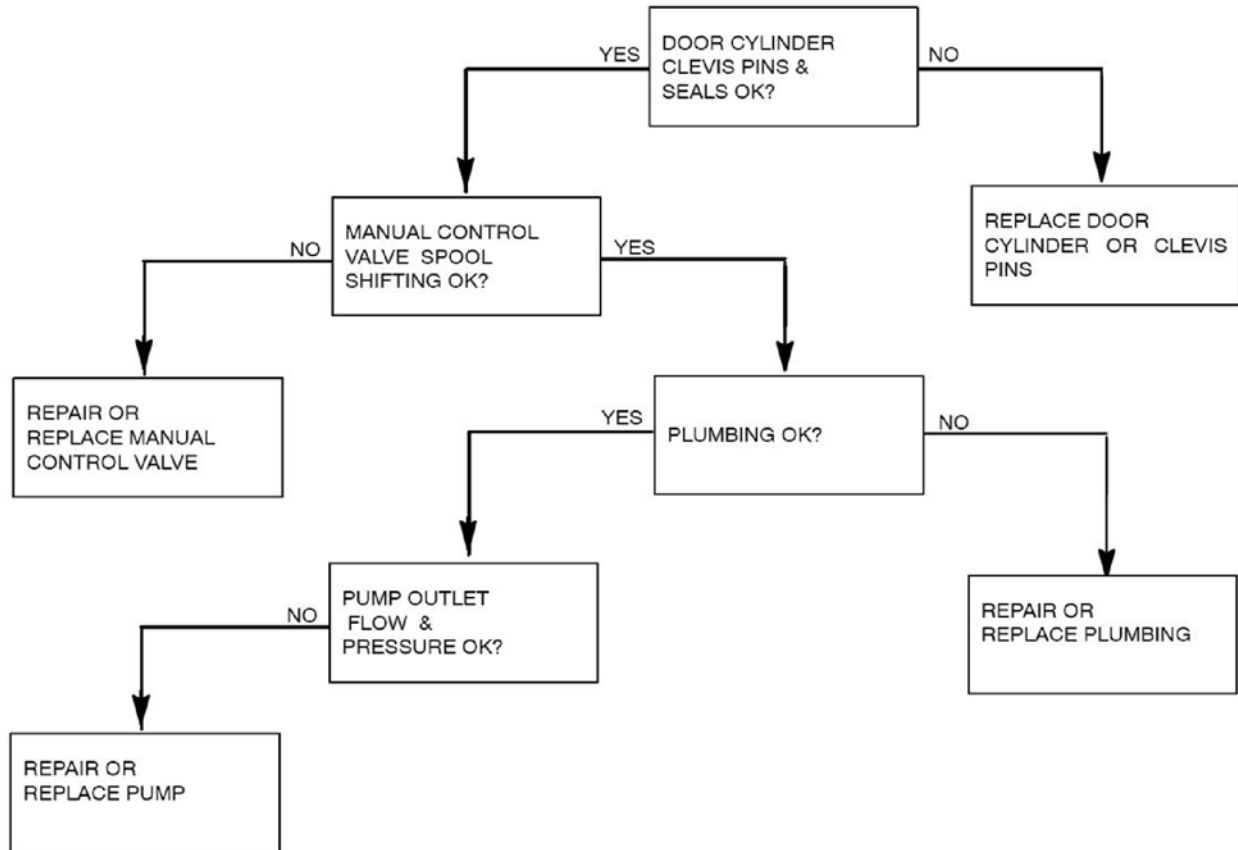 DOOR CYLINDER
CLEVIS PINS &
SEALS OK?
YES
NO
MANUAL CONTROL
VALVE SPOOL
SHIFTING OK?
NO
YES
REPLACE DOOR
CYLINDER OR CLEVIS
PINS
REPAIR OR
REPLACE MANUAL
CONTROL VALVE
PLUMBING OK?
YES
NO
PUMP OUTLET
FLOW &
PRESSURE OK?
NO
REPAIR OR
REPLACE PLUMBING
REPAIR OR
REPLACE PUMP